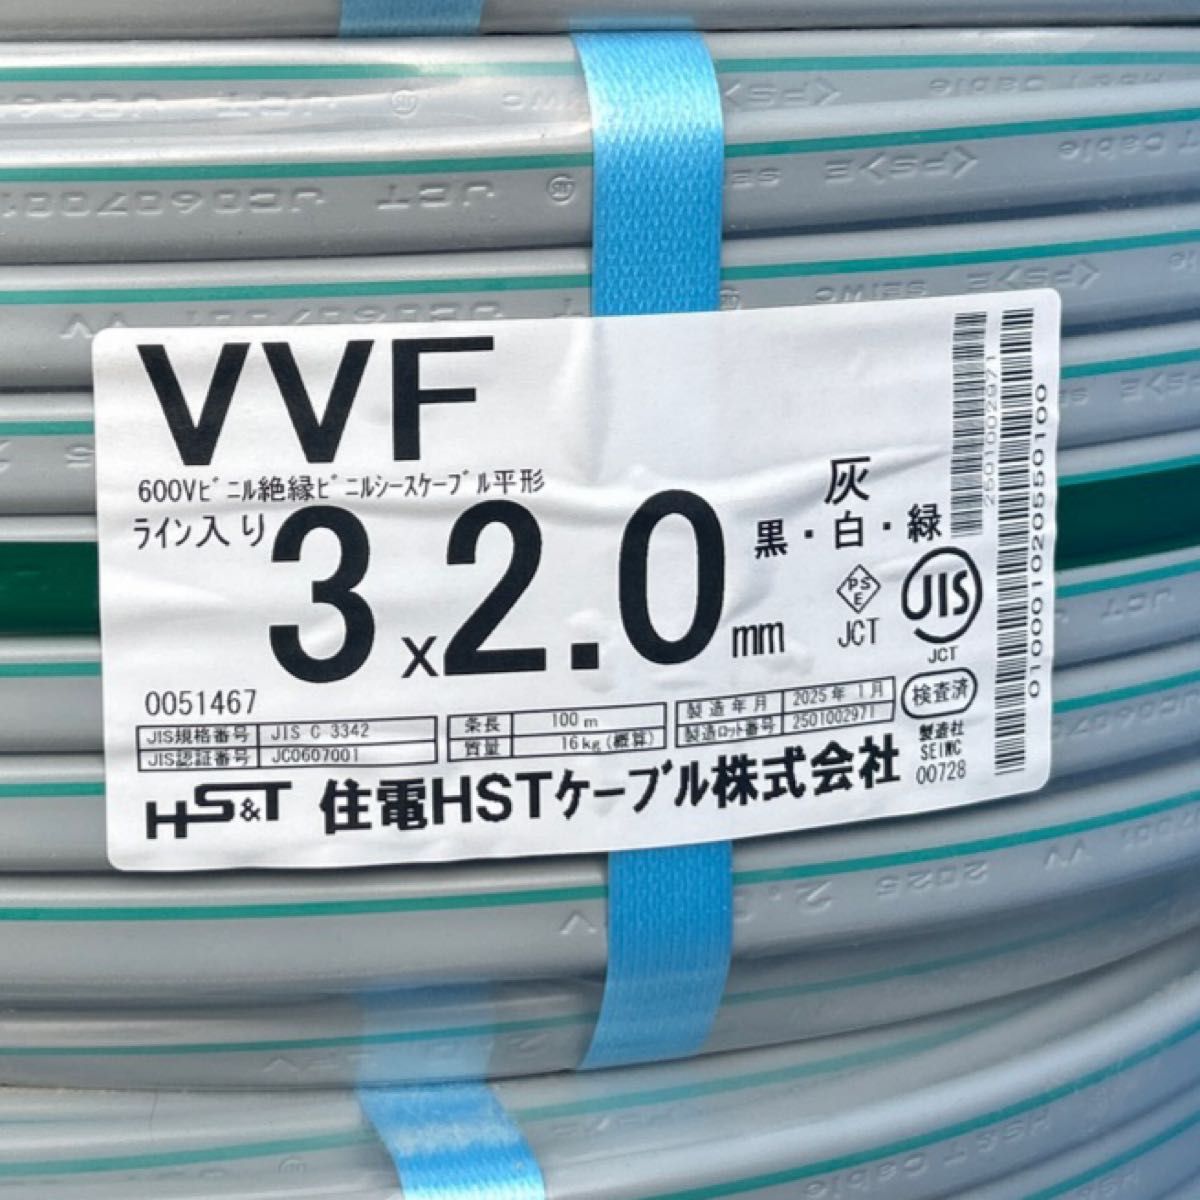 VVF
600Vﾋﾞﾆﾙ絶縁ﾋﾞﾆﾙｼｰｽｹｰﾌﾞﾙ平形
ライン入り
3x2.0mm
灰
黒・白・緑
PSE
JCT
JIS
JCT
0051467
JIS規格番号 JIS C 3342
JIS認証番号 JC0607001
条長 100m
質量 16kg(概算)
製造年月 2025年 1月
製造ﾛｯﾄ番号 2501002971
検査済
製造社
SEIWC
00728
HS&T 住電HSTケーブル株式会社
2501002971
010001020550100
JCT JC0607001